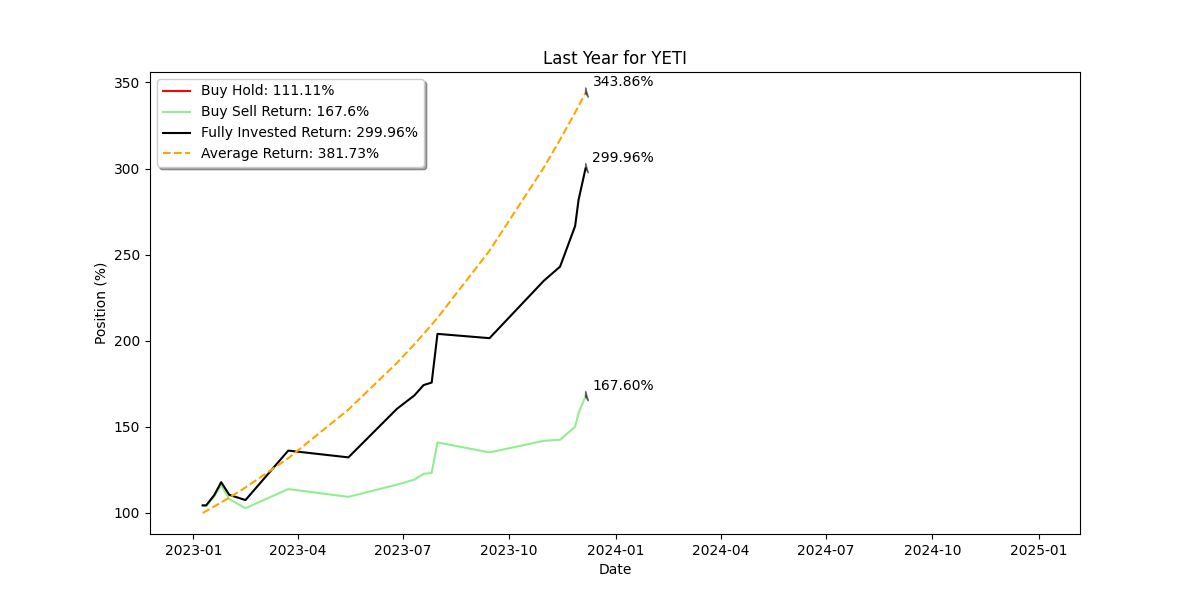 Last Year for YETI
350
300
250
200
150
100
Position (%)
Buy Hold: 111.11%
Buy Sell Return: 167.6%
Fully Invested Return: 299.96%
Average Return: 381.73%
343.86%
299.96%
167.60%
2023-01 2023-04 2023-07 2023-10 2024-01 2024-04 2024-07 2024-10 2025-01
Date